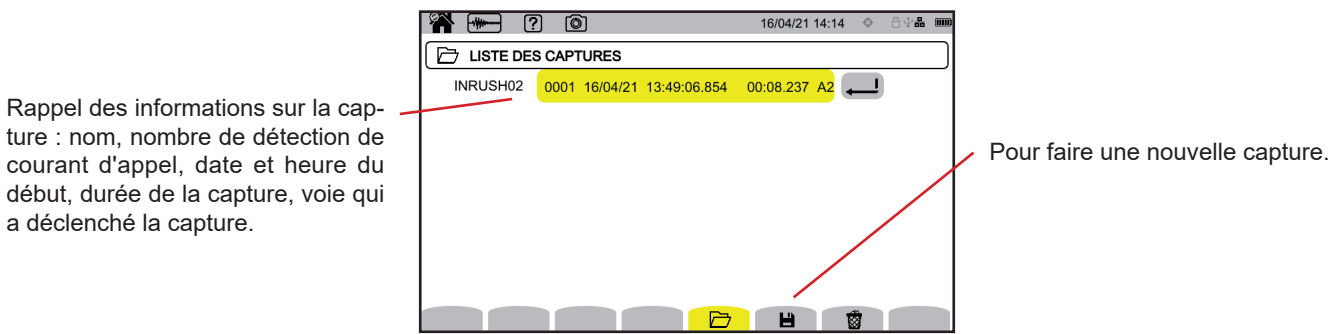 16/04/21 14:14
LISTE DES CAPTURES
INRUSH02 0001 16/04/21 13:49:06.854 00:08.237 A2
Rappel des informations sur la cap-
ture : nom, nombre de détection de
courant d'appel, date et heure du
début, durée de la capture, voie qui
a déclenché la capture.
Pour faire une nouvelle capture.